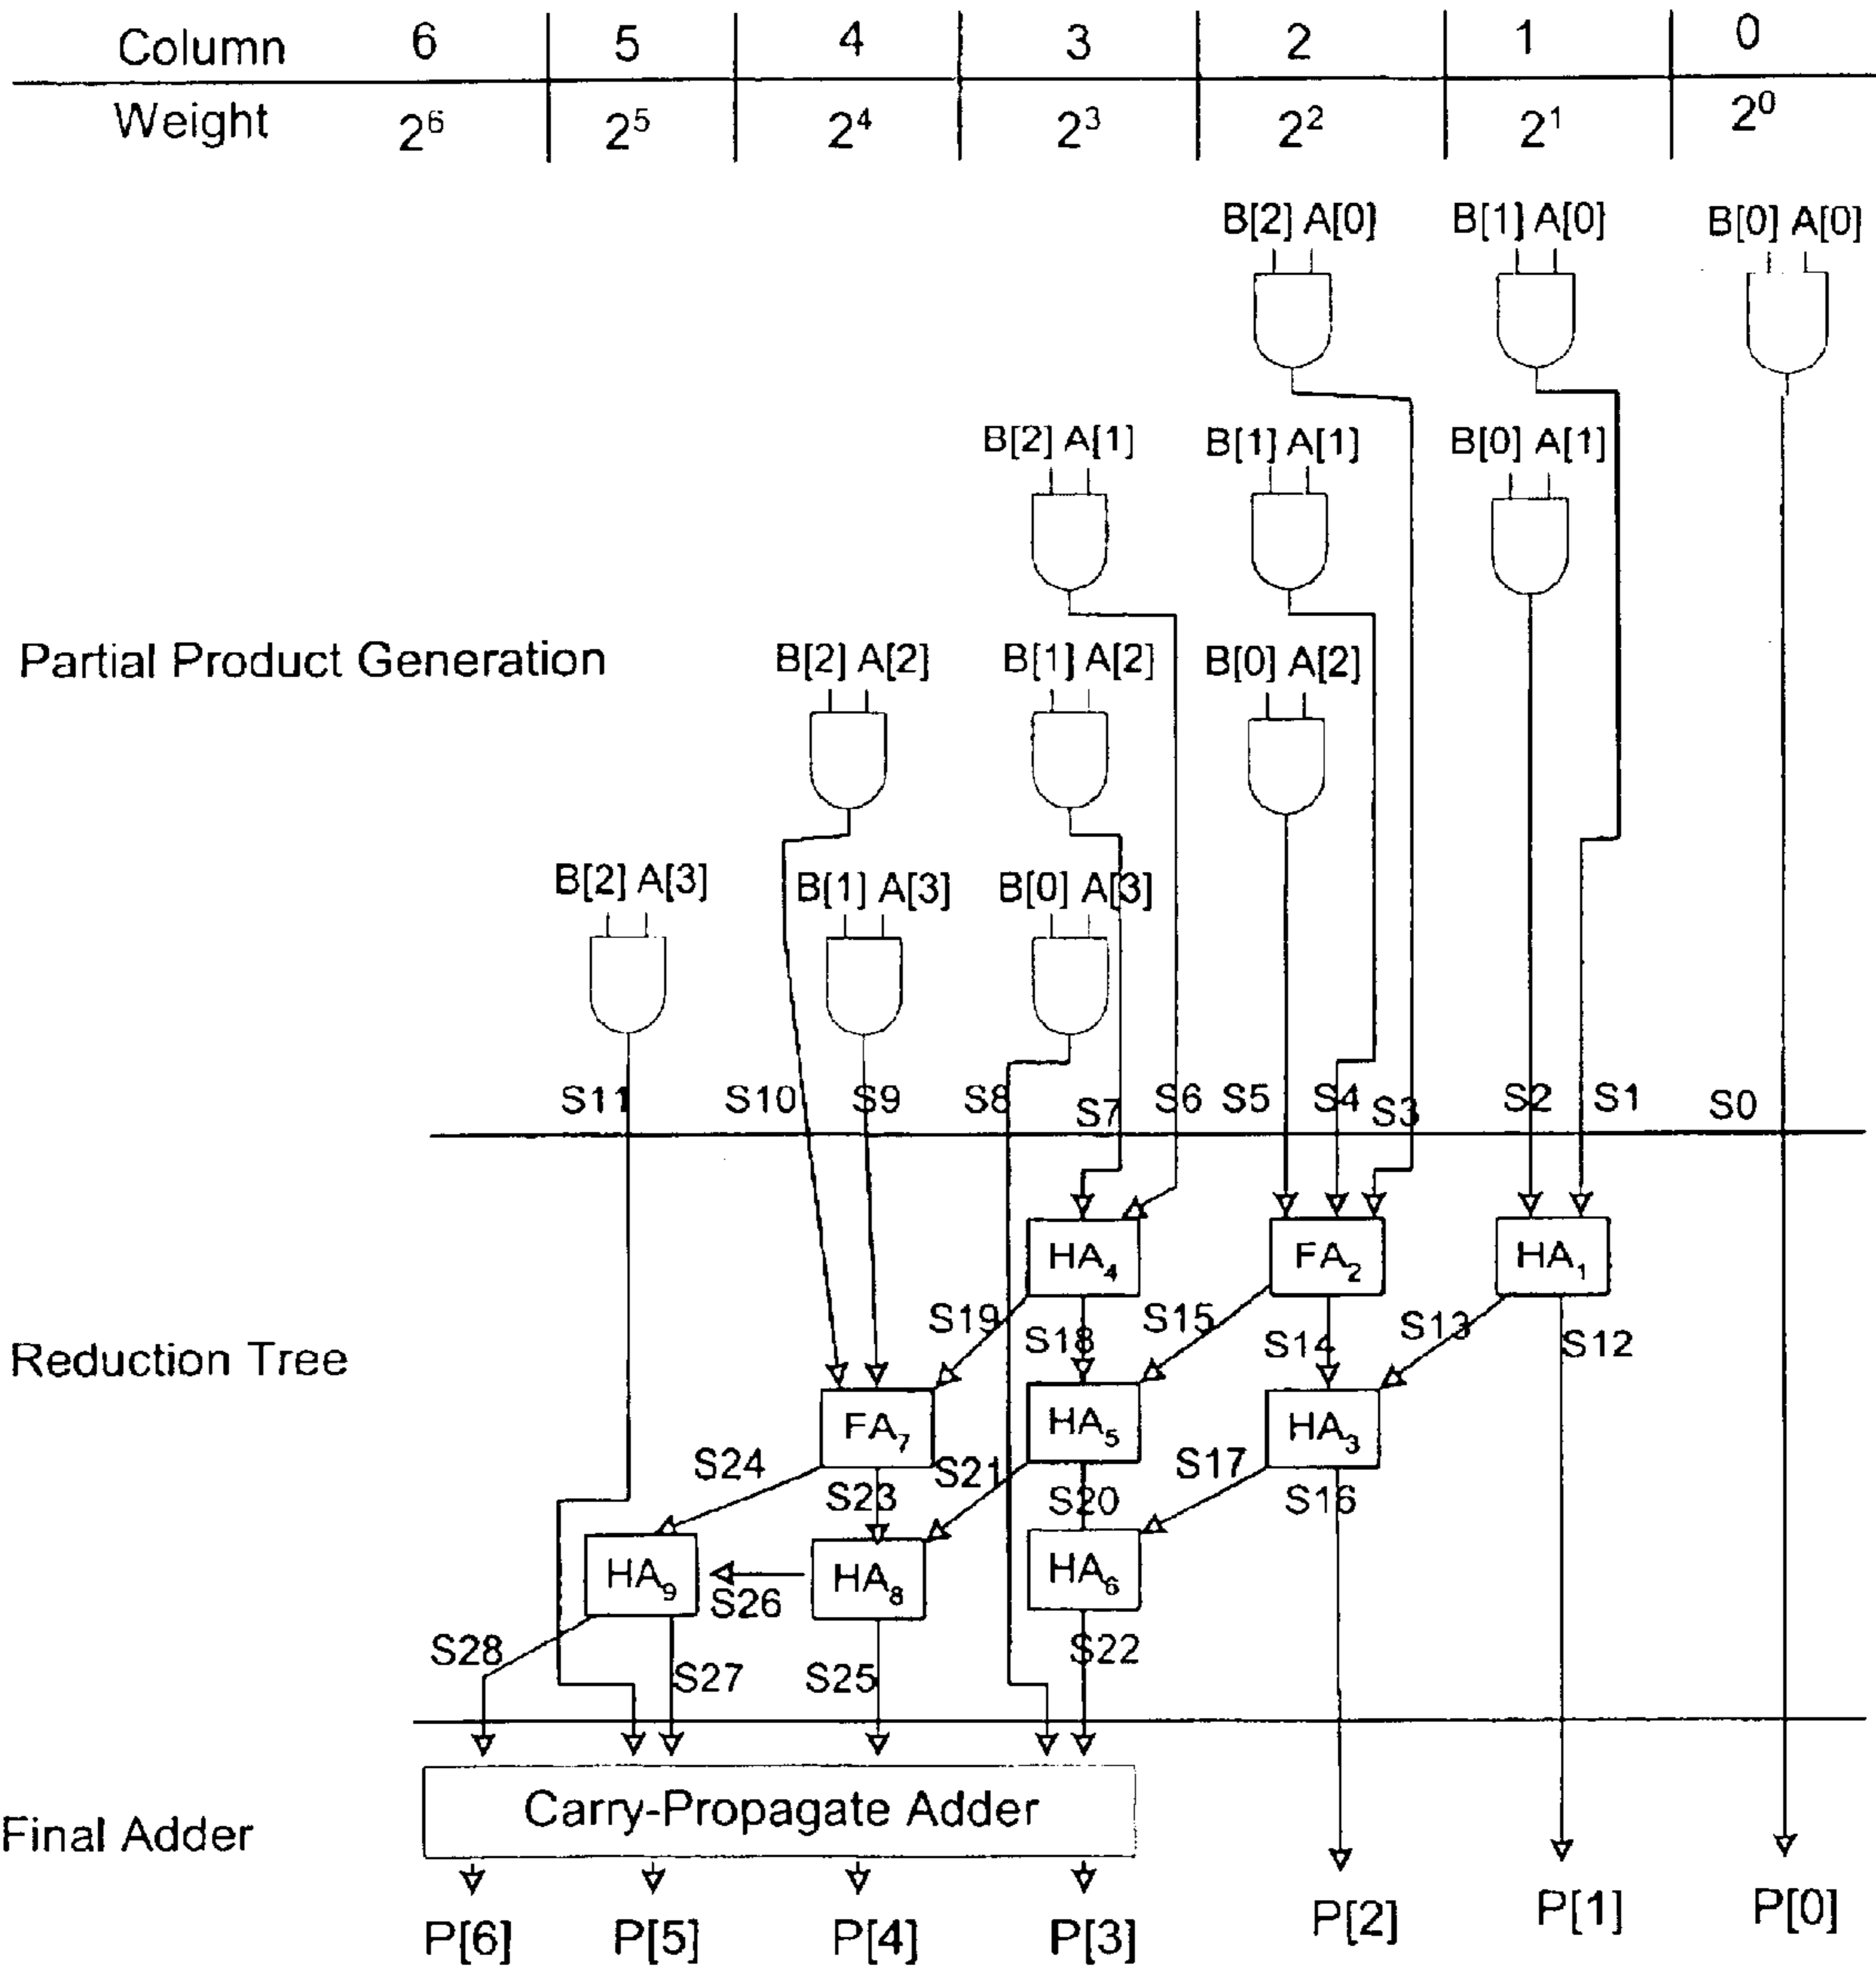 Column 6 5 4 3 2 1 0
Weight 2⁶ 2⁵ 2⁴ 2³ 2² 2¹ 2⁰
B[2] A[0] B[1] A[0] B[0] A[0]
B[2] A[1] B[1] A[1] B[0] A[1]
Partial Product Generation B[2] A[2] B[1] A[2] B[0] A[2]
B[2] A[3] B[1] A[3] B[0] A[3]
S11 S10 S9 S8 S7 S6 S5 S4 S3 S2 S1 S0
HA₄ FA₂ HA₁
S19 S18 S15 S14 S13 S12
Reduction Tree
FA₇ HA₅ HA₃
S24 S23 S21 S20 S17 S16
HA₉ S26 HA₈ HA₆
S28 S27 S25 S22
Final Adder Carry-Propagate Adder
P[6] P[5] P[4] P[3] P[2] P[1] P[0]